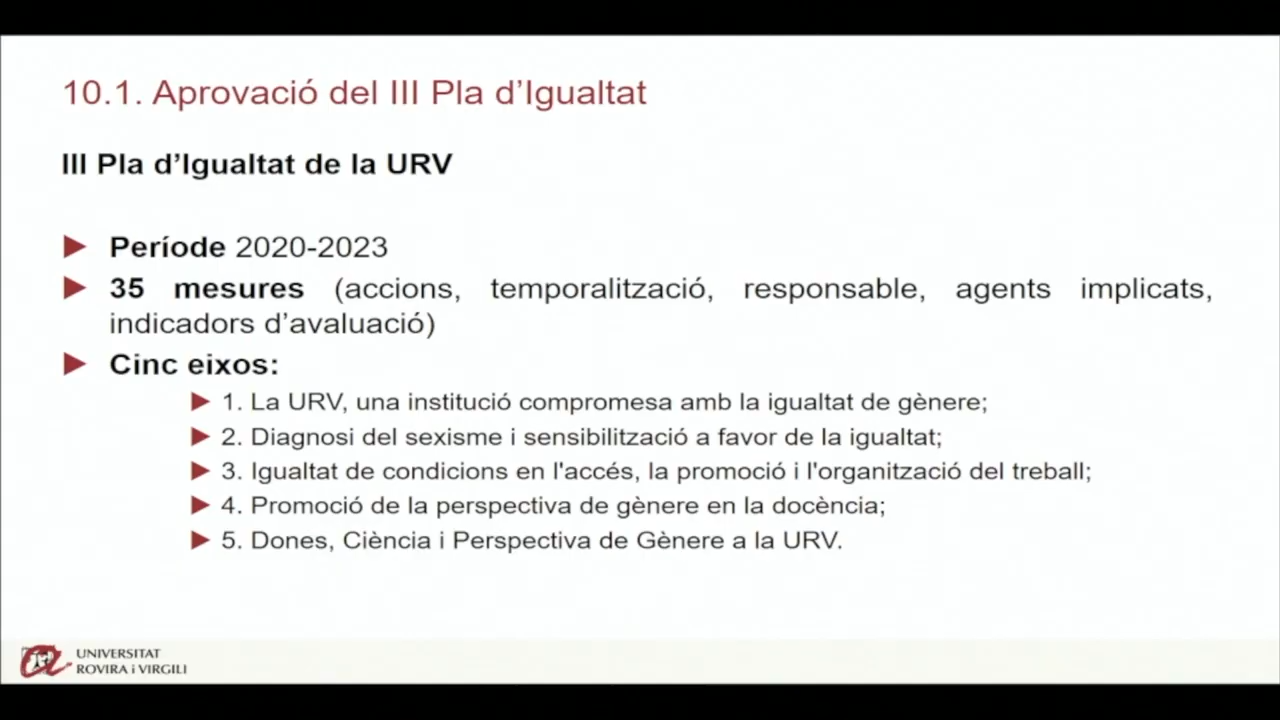 10.1. Aprovació del III Pla d’Igualtat
III Pla d’Igualtat de la URV
Període 2020-2023
35 mesures (accions, temporalització, responsable, agents implicats,
indicadors d’avaluació)
Cinc eixos:
1. La URV, una institució compromesa amb la igualtat de gènere;
2. Diagnosi del sexisme i sensibilització a favor de la igualtat;
3. Igualtat de condicions en l'accés, la promoció i l'organització del treball;
4. Promoció de la perspectiva de gènere en la docència;
5. Dones, Ciència i Perspectiva de Gènere a la URV.
UNIVERSITAT
ROVIRA i VIRGILI